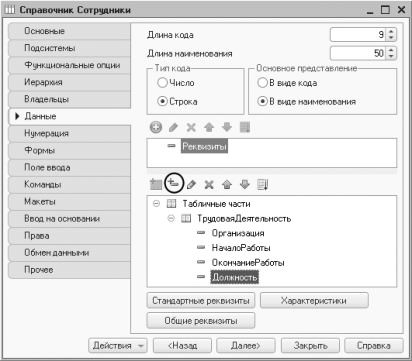 Справочник Сотрудники
Основные
Подсистемы
Функциональные опции
Иерархия
Владельцы
Данные
Нумерация
Формы
Поле ввода
Команды
Макеты
Ввод на основании
Права
Обмен данными
Прочее
Длина кода
9
Длина наименования
50
Тип кода
Число
Строка
Основное представление
В виде кода
В виде наименования
Реквизиты
Табличные части
ТрудоваяДеятельность
Организация
НачалоРаботы
ОкончаниеРаботы
Должность
Стандартные реквизиты
Характеристики
Общие реквизиты
Действия
<Назад
Далее>
Закрыть
Справка